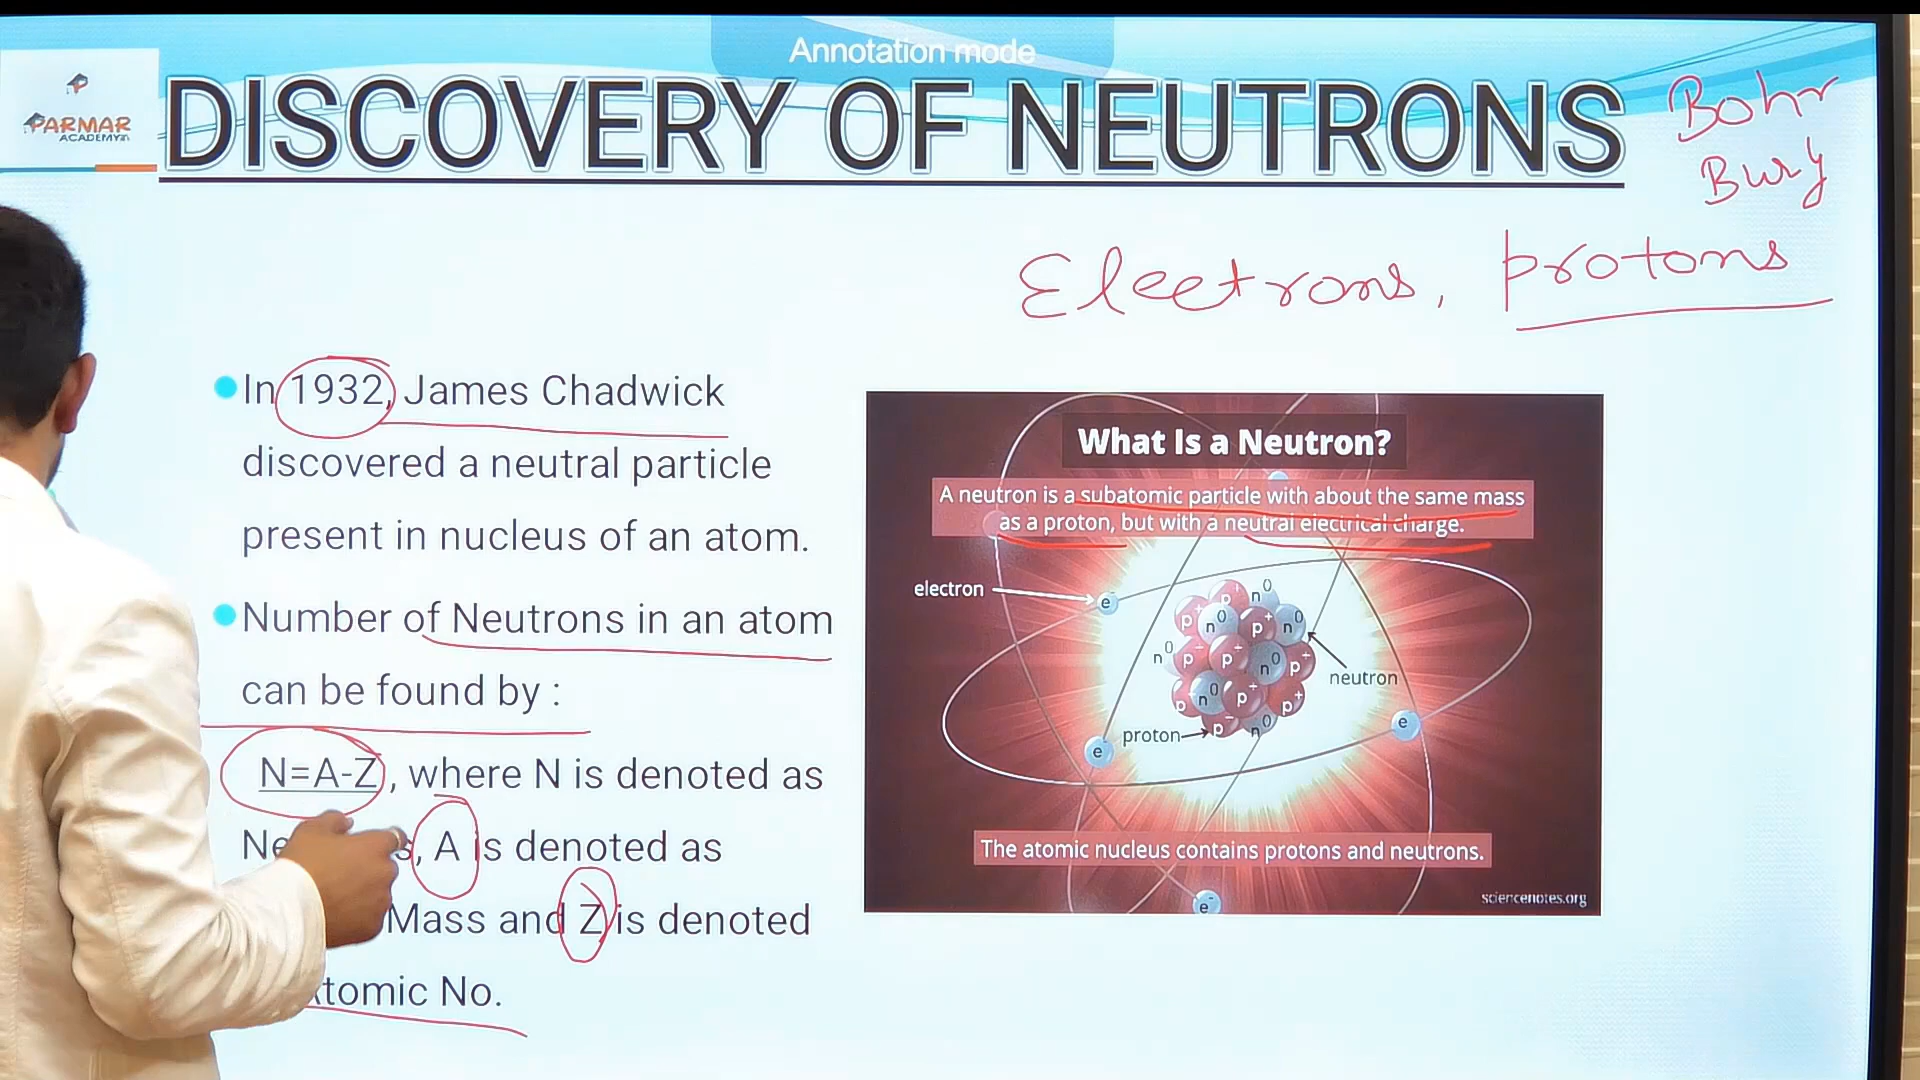 Annotation mode
PARMAR
ACADEMY
DISCOVERY OF NEUTRONS
Bohr
Bury
Electrons, protons
In 1932, James Chadwick
discovered a neutral particle
present in nucleus of an atom.
Number of Neutrons in an atom
can be found by :
N=A-Z, where N is denoted as
Ne s, A is denoted as
Mass and Z is denoted
tomic No.
What Is a Neutron?
A neutron is a subatomic particle with about the same mass
as a proton, but with a neutral electrical charge.
electron
e⁻
n⁰
p⁺
neutron
proton
e
e
The atomic nucleus contains protons and neutrons.
e⁻
sciencenotes.org